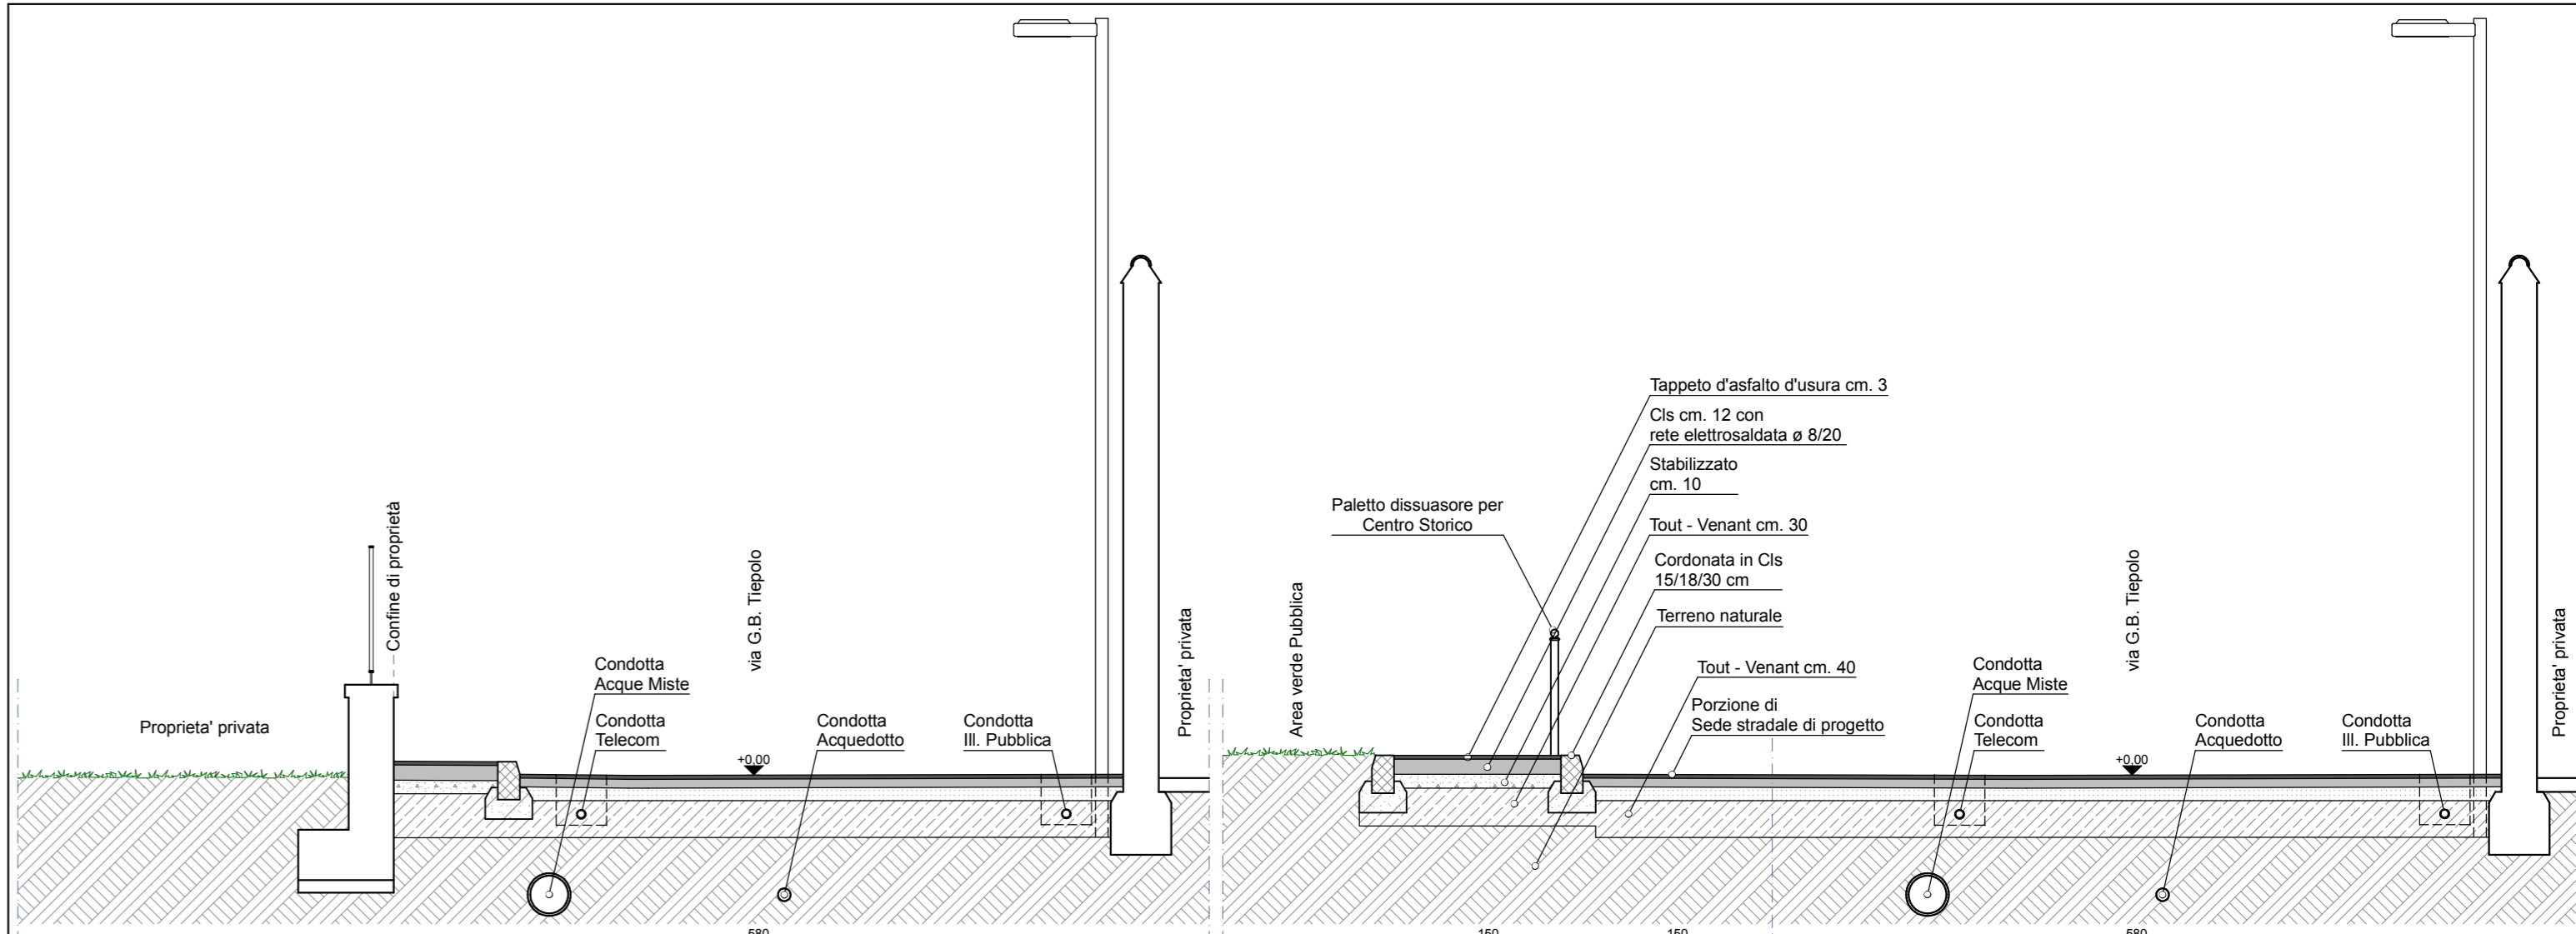 Confine di proprietà
via G.B. Tiepolo
Proprieta' privata
Condotta
Acque Miste
Condotta
Telecom
Condotta
Acquedotto
Condotta
Ill. Pubblica
Proprieta' privata
+0,00
580
Tappeto d'asfalto d'usura cm. 3
Cls cm. 12 con
rete elettrosaldata ø 8/20
Stabilizzato
cm. 10
Paletto dissuasore per
Centro Storico
Tout - Venant cm. 30
Cordonata in Cls
15/18/30 cm
Terreno naturale
Area verde Pubblica
Tout - Venant cm. 40
Porzione di
Sede stradale di progetto
via G.B. Tiepolo
Condotta
Acque Miste
Condotta
Telecom
Condotta
Acquedotto
Condotta
Ill. Pubblica
Proprieta' privata
+0,00
150
150
580